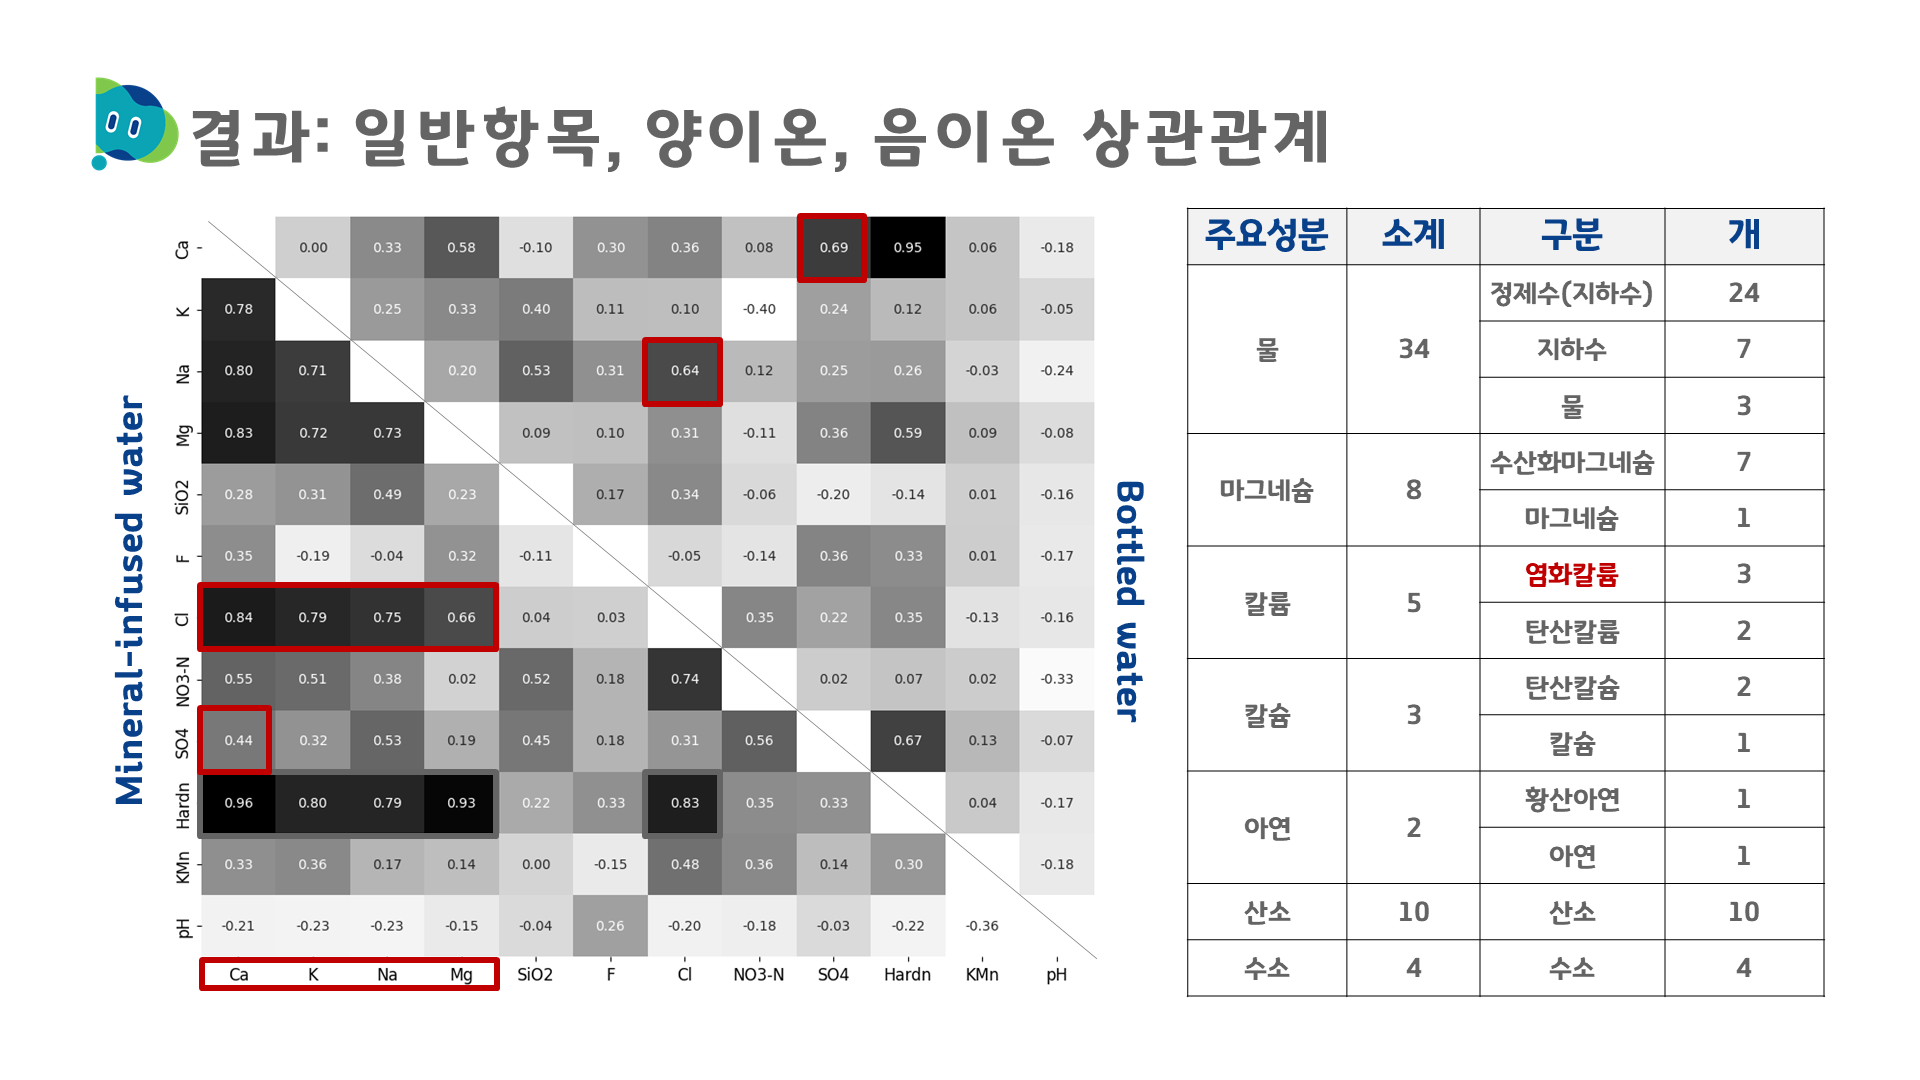 결과: 일반항목, 양이온, 음이온 상관관계
Mineral-infused water
Ca 0.00 0.33 0.58 -0.10 0.30 0.36 0.08 0.69 0.95 0.06 -0.18
K 0.78 0.25 0.33 0.40 0.11 0.10 -0.40 0.24 0.12 0.06 -0.05
Na 0.80 0.71 0.20 0.53 0.31 0.64 0.12 0.25 0.26 -0.03 -0.24
Mg 0.83 0.72 0.73 0.09 0.10 0.31 -0.11 0.36 0.59 0.09 -0.08
SiO2 0.28 0.31 0.49 0.23 0.17 0.34 -0.06 -0.20 -0.14 0.01 -0.16
F 0.35 -0.19 -0.04 0.32 -0.11 -0.05 -0.14 0.36 0.33 0.01 -0.17
Cl 0.84 0.79 0.75 0.66 0.04 0.03 0.35 0.22 0.35 -0.13 -0.16
NO3-N 0.55 0.51 0.38 0.02 0.52 0.18 0.74 0.02 0.07 0.02 -0.33
SO4 0.44 0.32 0.53 0.19 0.45 0.18 0.31 0.56 0.67 0.13 -0.07
Hardn 0.96 0.80 0.79 0.93 0.22 0.33 0.83 0.35 0.33 0.04 -0.17
KMn 0.33 0.36 0.17 0.14 0.00 -0.15 0.48 0.36 0.14 0.30 -0.18
pH -0.21 -0.23 -0.23 -0.15 -0.04 0.26 -0.20 -0.18 -0.03 -0.22 -0.36
Ca K Na Mg SiO2 F Cl NO3-N SO4 Hardn KMn pH
Bottled water
주요성분 소계 구분 개
물 34 정제수(지하수) 24
지하수 7
물 3
마그네슘 8 수산화마그네슘 7
마그네슘 1
칼륨 5 염화칼륨 3
탄산칼륨 2
칼슘 3 탄산칼슘 2
칼슘 1
아연 2 황산아연 1
아연 1
산소 10 산소 10
수소 4 수소 4